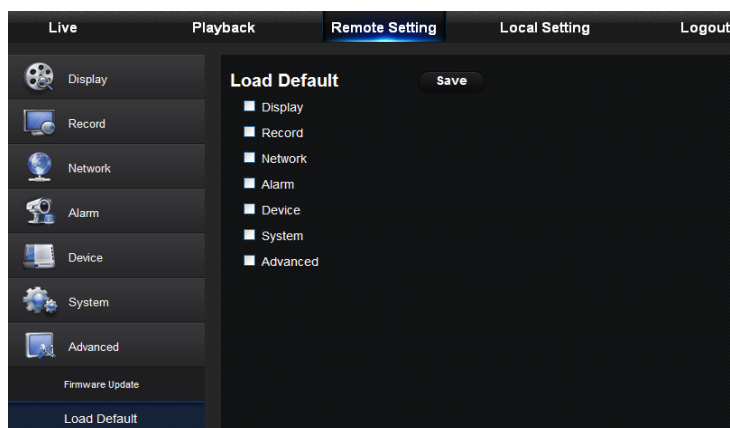 Live Playback Remote Setting Local Setting Logout
Display
Record
Network
Alarm
Device
System
Advanced
Firmware Update
Load Default
Load Default Save
Display
Record
Network
Alarm
Device
System
Advanced